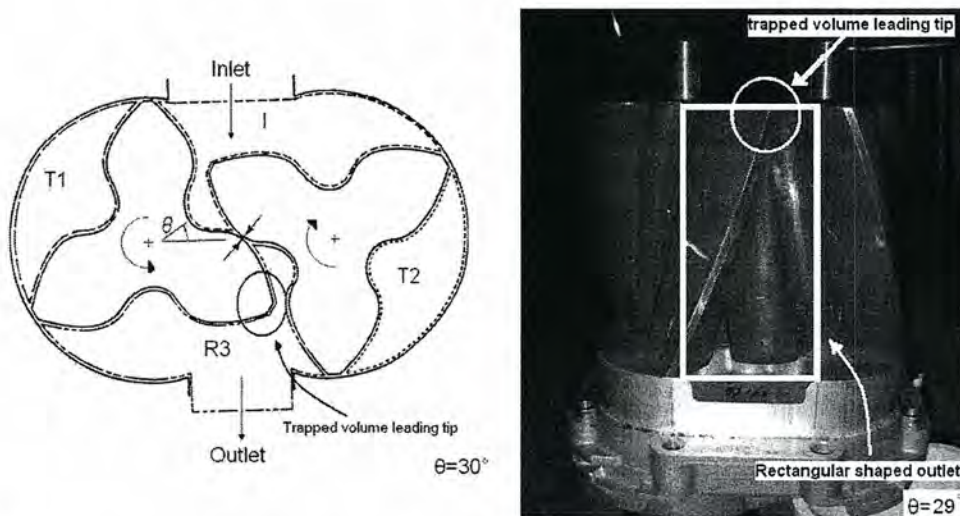 Inlet
I
T1
θ
T2
R3
Trapped volume leading tip
Outlet
θ=30°
trapped volume leading tip
Rectangular shaped outlet
θ=29°